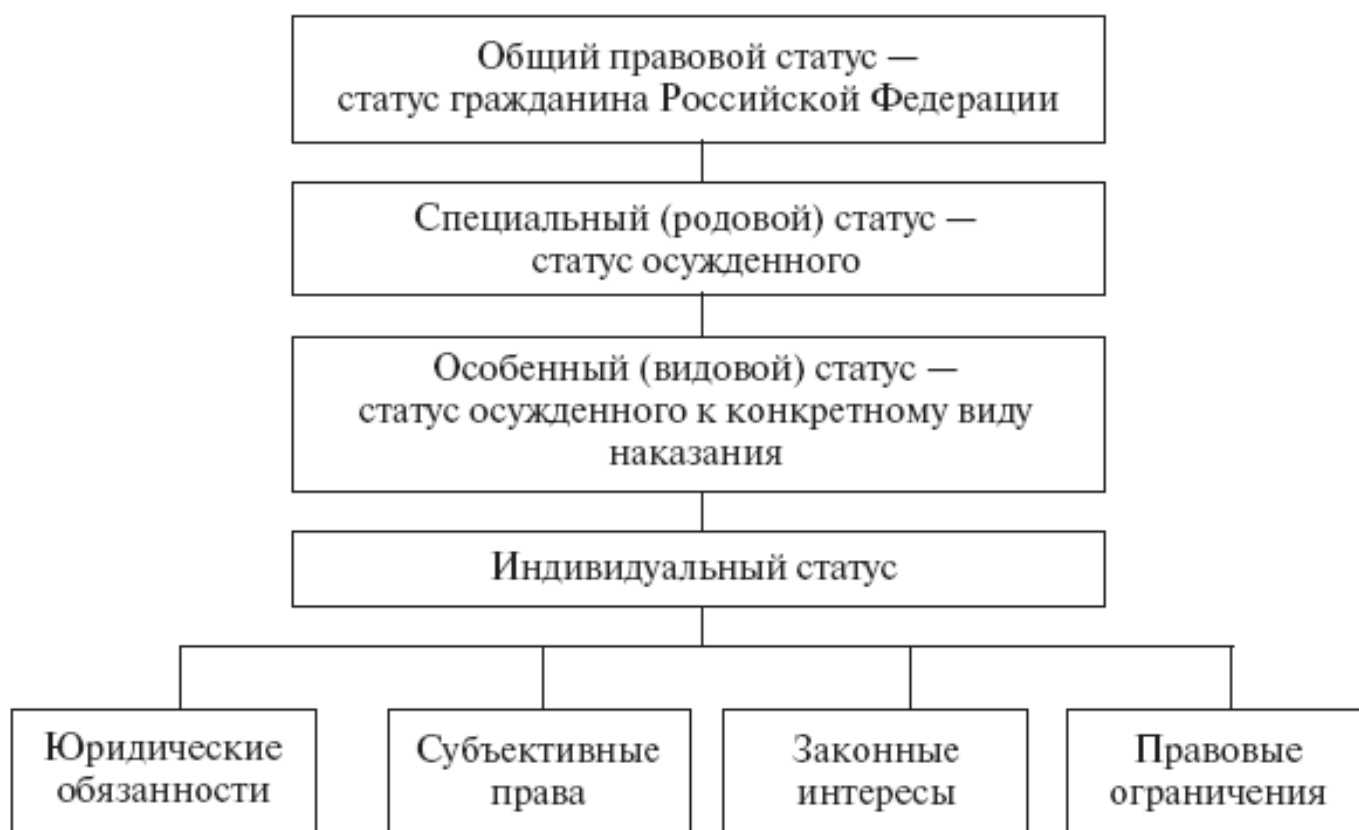 Общий правовой статус —
статус гражданина Российской Федерации
Специальный (родовой) статус —
статус осужденного
Особенный (видовой) статус —
статус осужденного к конкретному виду
наказания
Индивидуальный статус
Юридические
обязанности
Субъективные
права
Законные
интересы
Правовые
ограничения